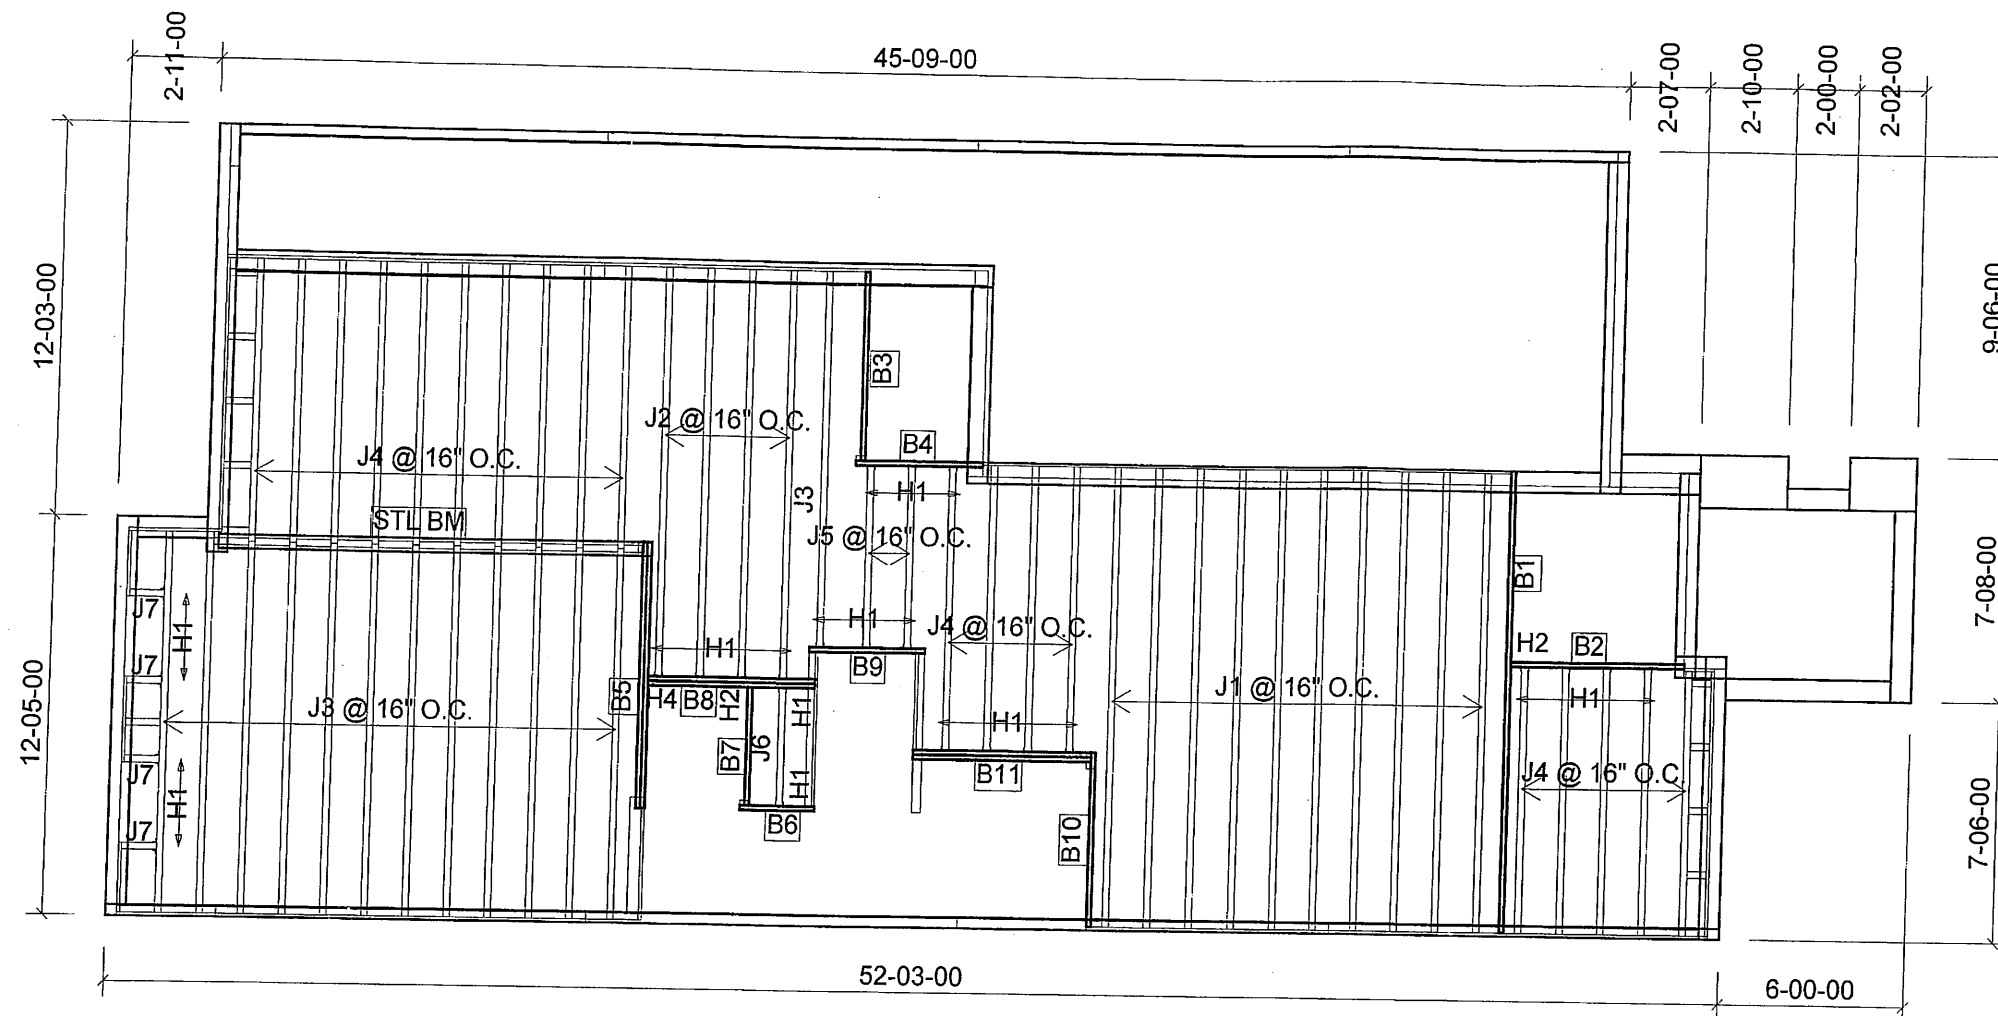 2-11-00
45-09-00
2-07-00
2-10-00
2-00-00
2-02-00
12-03-00
9-06-00
B3
J2 @ 16" O.C.
B4
J4 @ 16" O.C.
H1
J3
STL BM
J5 @ 16" O.C.
B1
7-08-00
J7
H1
H1
J4 @ 16" O.C.
H1
H2
B2
J7
B9
12-05-00
B5
H4
B8
H2
H1
J3 @ 16" O.C.
J1 @ 16" O.C.
H1
H1
B7
J6
J7
H1
H1
B11
J4 @ 16" O.C.
J7
B6
B10
7-06-00
52-03-00
6-00-00